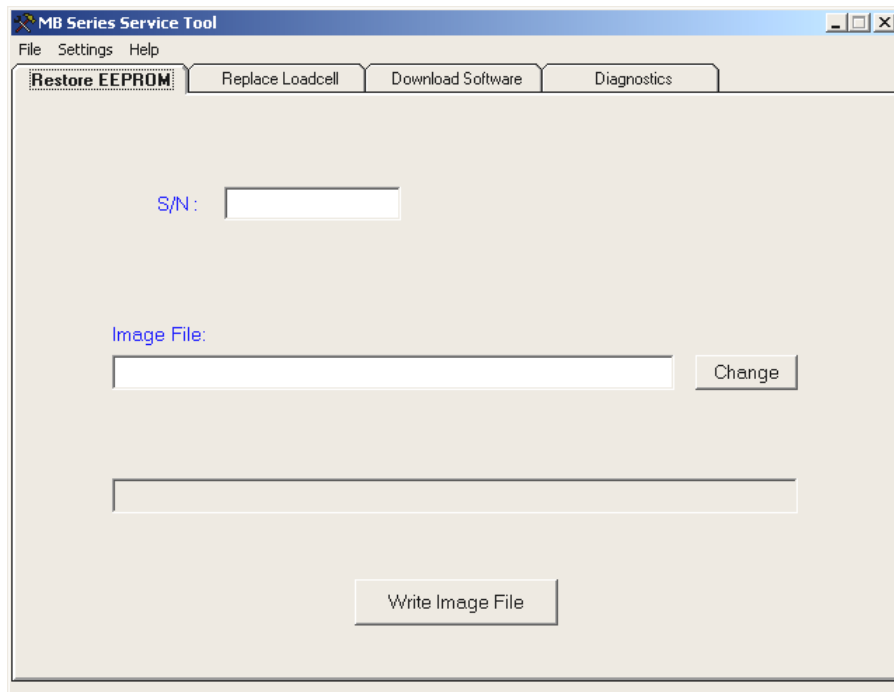 MB Series Service Tool
File Settings Help
Restore EEPROM Replace Loadcell Download Software Diagnostics
S/N :
Image File:
Change
Write Image File